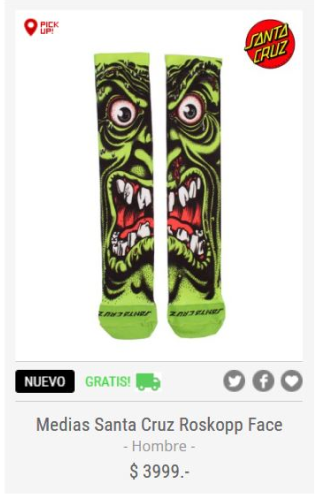 PICK
UP!
SANTA
CRUZ
SANTA CRUZ
SANTA CRUZ
NUEVO
GRATIS!
Medias Santa Cruz Roskopp Face
- Hombre -
$ 3999.-